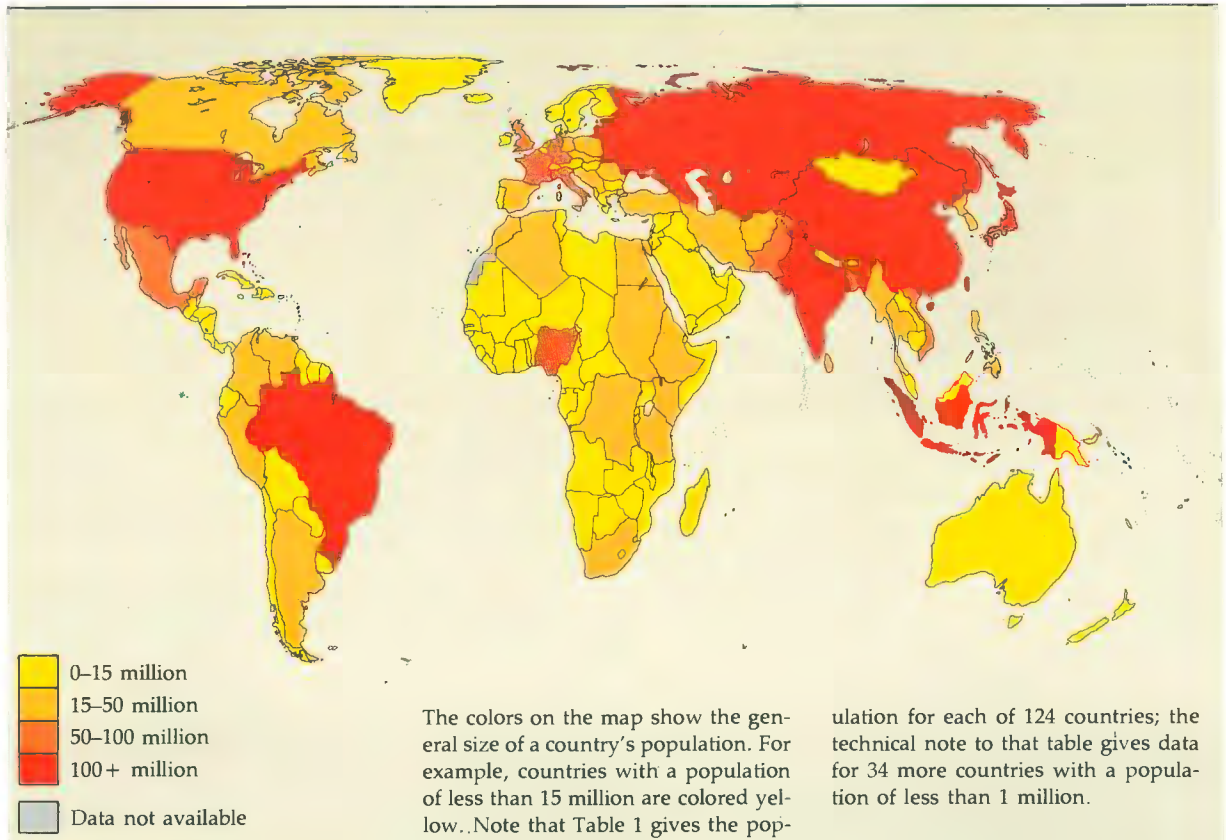 0–15 million
15–50 million
50–100 million
100+ million
Data not available
The colors on the map show the gen-
eral size of a country's population. For
example, countries with a population
of less than 15 million are colored yel-
low..Note that Table 1 gives the pop-
ulation for each of 124 countries; the
technical note to that table gives data
for 34 more countries with a popula-
tion of less than 1 million.